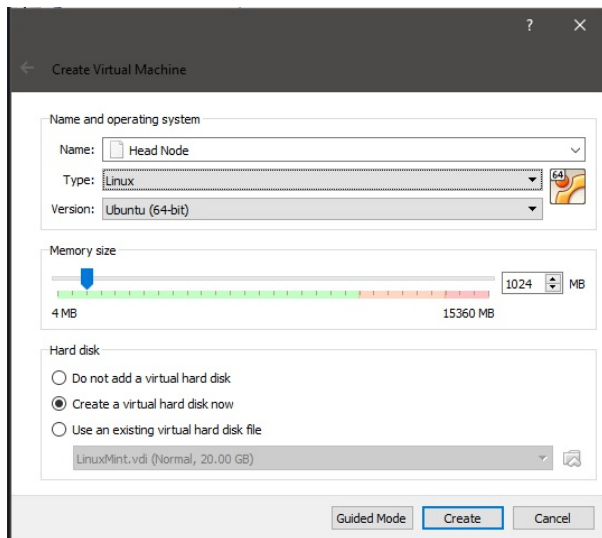 ?
Create Virtual Machine
Name and operating system
Name: Head Node
Type: Linux
64
Version: Ubuntu (64-bit)
Memory size
1024 MB
4 MB 15360 MB
Hard disk
Do not add a virtual hard disk
Create a virtual hard disk now
Use an existing virtual hard disk file
LinuxMint.vdi (Normal, 20.00 GB)
Guided Mode Create Cancel